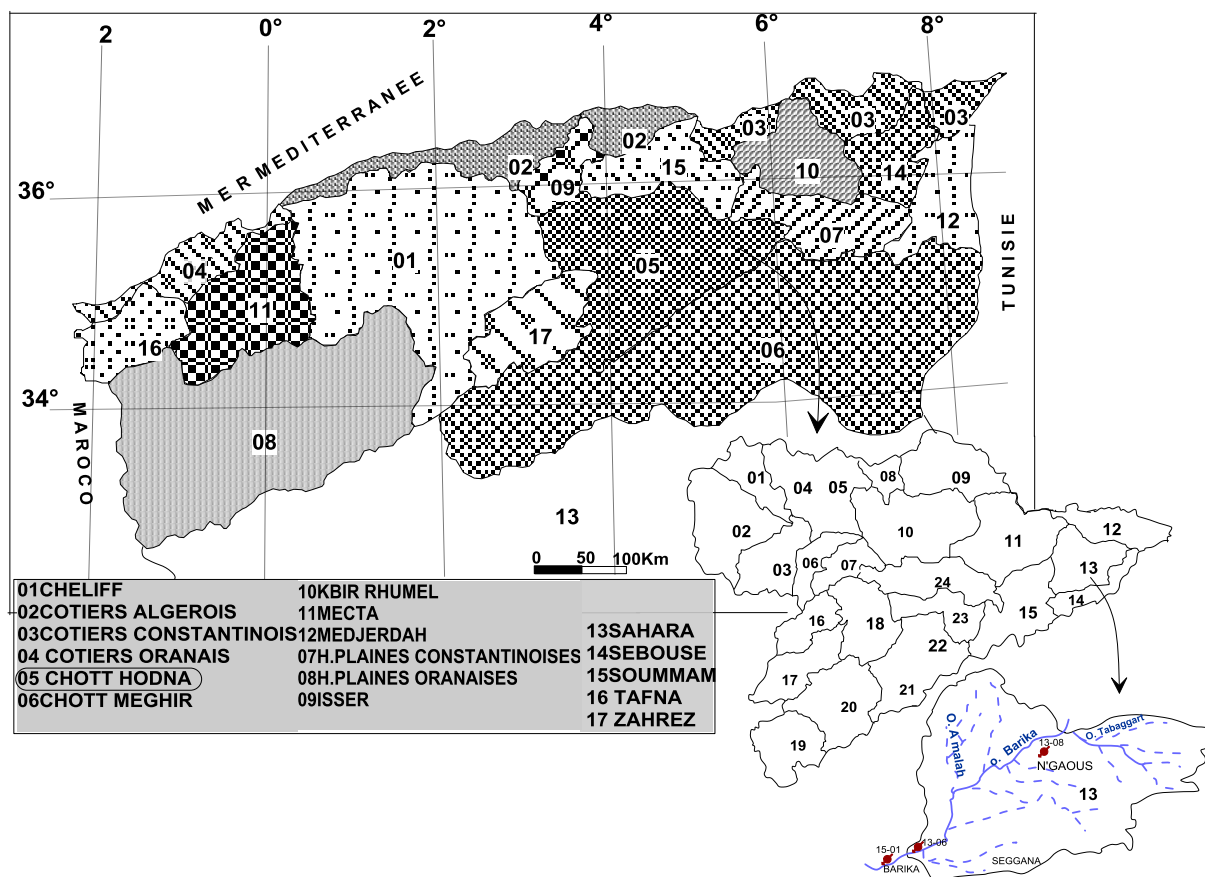 2 0° 2° 4° 6° 8°
MER MEDITERRANEE
36°
34°
MAROCO
TUNISIE
03
03
03
02
02
15
10
14
09
12
07
04
01
05
11
17
16
06
08
13
0 50 100Km
01CHELIFF
02COTIERS ALGEROIS
03COTIERS CONSTANTINOIS
04 COTIERS ORANAIS
05 CHOTT HODNA
06CHOTT MEGHIR
10KBIR RHUMEL
11MECTA
12MEDJERDAH
07H.PLAINES CONSTANTINOISES
08H.PLAINES ORANAISES
09ISSER
13SAHARA
14SEBOUSE
15SOUMMAM
16 TAFNA
17 ZAHREZ
01
04
05
08
09
02
10
11
12
03
06
07
13
24
14
15
16
18
23
22
17
20
21
19
O. A malah
o. Barika
O. Tabaggart
13-08
N'GAOUS
13
15-01
13-06
BARIKA
SEGGANA